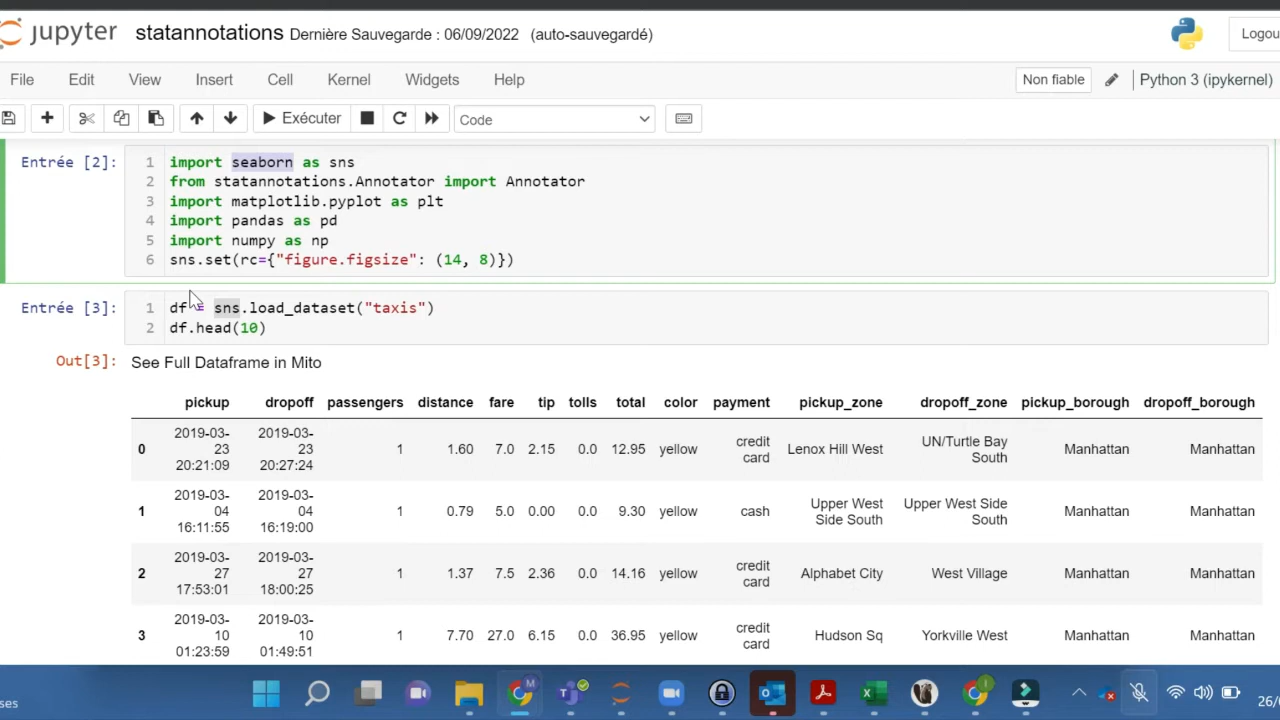 jupyter statannotations Dernière Sauvegarde : 06/09/2022 (auto-sauvegardé)
Logou
File Edit View Insert Cell Kernel Widgets Help Non fiable Python 3 (ipykernel)
Exécuter Code
Entrée [2]: 1 import seaborn as sns
2 from statannotations.Annotator import Annotator
3 import matplotlib.pyplot as plt
4 import pandas as pd
5 import numpy as np
6 sns.set(rc={"figure.figsize": (14, 8)})
Entrée [3]: 1 df = sns.load_dataset("taxis")
2 df.head(10)
Out[3]: See Full Dataframe in Mito
pickup dropoff passengers distance fare tip tolls total color payment pickup_zone dropoff_zone pickup_borough dropoff_borough
2019-03- 2019-03- credit UN/Turtle Bay
0 23 23 1 1.60 7.0 2.15 0.0 12.95 yellow card Lenox Hill West South Manhattan Manhattan
20:21:09 20:27:24
2019-03- 2019-03- Upper West Upper West Side
1 04 04 1 0.79 5.0 0.00 0.0 9.30 yellow cash Side South South Manhattan Manhattan
16:11:55 16:19:00
2019-03- 2019-03- credit
2 27 27 1 1.37 7.5 2.36 0.0 14.16 yellow card Alphabet City West Village Manhattan Manhattan
17:53:01 18:00:25
2019-03- 2019-03- credit
3 10 10 1 7.70 27.0 6.15 0.0 36.95 yellow card Hudson Sq Yorkville West Manhattan Manhattan
01:23:59 01:49:51
ses
26/